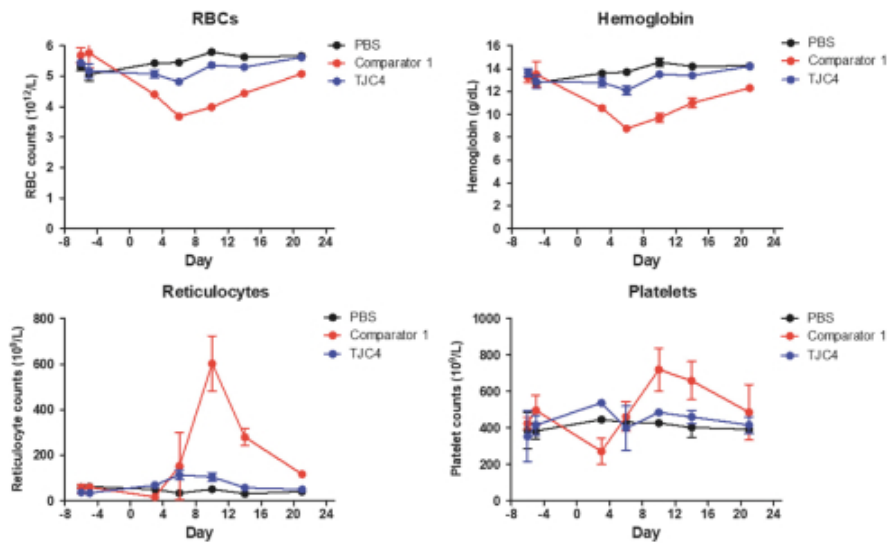 RBCs
PBS
Comparator 1
TJC4
RBC counts (10¹²/L)
6
5
4
3
2
1
0
-8 -4 0 4 8 12 16 20 24
Day
Hemoglobin
PBS
Comparator 1
TJC4
Hemoglobin (g/dL)
16
14
12
10
8
6
4
2
0
-8 -4 0 4 8 12 16 20 24
Day
Reticulocytes
PBS
Comparator 1
TJC4
Reticulocyte counts (10⁹/L)
800
600
400
200
0
-8 -4 0 4 8 12 16 20 24
Day
Platelets
PBS
Comparator 1
TJC4
Platelet counts (10⁹/L)
1000
800
600
400
200
0
-8 -4 0 4 8 12 16 20 24
Day